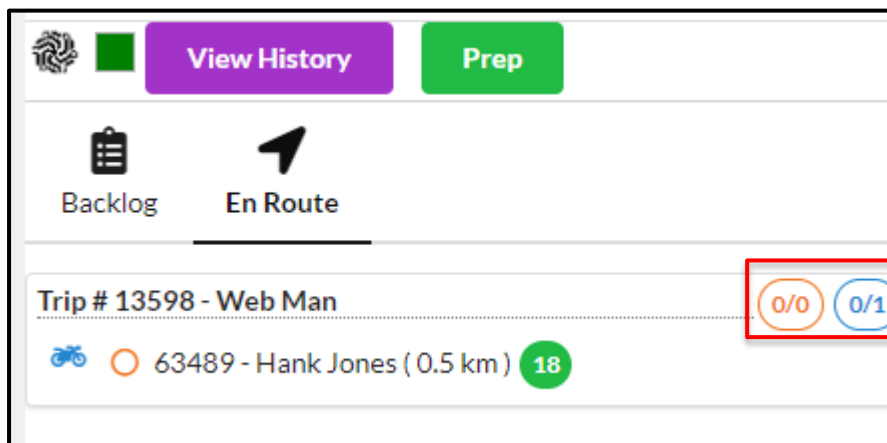 View History Prep
Backlog En Route
Trip # 13598 - Web Man 0/0 0/1
63489 - Hank Jones ( 0.5 km ) 18